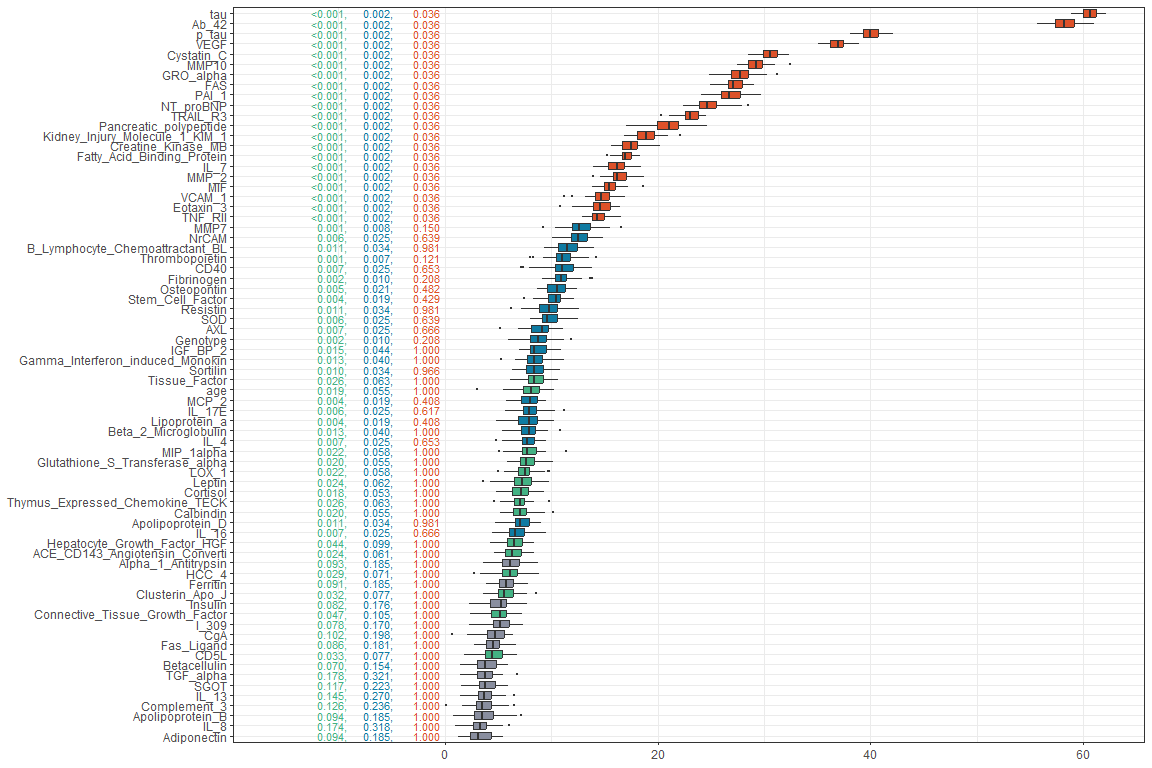 tau <0.001, 0.002, 0.036
Ab_42 <0.001, 0.002, 0.036
p_tau <0.001, 0.002, 0.036
VEGF <0.001, 0.002, 0.036
Cystatin_C <0.001, 0.002, 0.036
MMP10 <0.001, 0.002, 0.036
GRO_alpha <0.001, 0.002, 0.036
FAS <0.001, 0.002, 0.036
PAI_1 <0.001, 0.002, 0.036
NT_proBNP <0.001, 0.002, 0.036
TRAIL_R3 <0.001, 0.002, 0.036
Pancreatic_polypeptide <0.001, 0.002, 0.036
Kidney_Injury_Molecule_1_KIM_1 <0.001, 0.002, 0.036
Creatine_Kinase_MB <0.001, 0.002, 0.036
Fatty_Acid_Binding_Protein <0.001, 0.002, 0.036
IL_7 <0.001, 0.002, 0.036
MMP_2 <0.001, 0.002, 0.036
MIF <0.001, 0.002, 0.036
VCAM_1 <0.001, 0.002, 0.036
Eotaxin_3 <0.001, 0.002, 0.036
TNF_RII <0.001, 0.002, 0.036
MMP7 0.001, 0.008, 0.150
NrCAM 0.006, 0.025, 0.639
B_Lymphocyte_Chemoattractant_BL 0.011, 0.034, 0.981
Thrombopoietin 0.001, 0.007, 0.121
CD40 0.007, 0.025, 0.653
Fibrinogen 0.002, 0.010, 0.208
Osteopontin 0.005, 0.021, 0.482
Stem_Cell_Factor 0.004, 0.019, 0.429
Resistin 0.011, 0.034, 0.981
SOD 0.006, 0.025, 0.639
AXL 0.007, 0.025, 0.666
Genotype 0.002, 0.010, 0.208
IGF_BP_2 0.015, 0.044, 1.000
Gamma_Interferon_induced_Monokin 0.013, 0.040, 1.000
Sortilin 0.010, 0.034, 0.966
Tissue_Factor 0.026, 0.063, 1.000
age 0.019, 0.055, 1.000
MCP_2 0.004, 0.019, 0.408
IL_17E 0.006, 0.025, 0.617
Lipoprotein_a 0.004, 0.019, 0.408
Beta_2_Microglobulin 0.013, 0.040, 1.000
IL_4 0.007, 0.025, 0.653
MIP_1alpha 0.022, 0.058, 1.000
Glutathione_S_Transferase_alpha 0.020, 0.055, 1.000
LOX_1 0.022, 0.058, 1.000
Leptin 0.024, 0.062, 1.000
Cortisol 0.018, 0.053, 1.000
Thymus_Expressed_Chemokine_TECK 0.026, 0.063, 1.000
Calbindin 0.020, 0.055, 1.000
Apolipoprotein_D 0.011, 0.034, 0.981
IL_16 0.007, 0.025, 0.666
Hepatocyte_Growth_Factor_HGF 0.044, 0.099, 1.000
ACE_CD143_Angiotensin_Converti 0.024, 0.061, 1.000
Alpha_1_Antitrypsin 0.093, 0.185, 1.000
HCC_4 0.029, 0.071, 1.000
Ferritin 0.091, 0.185, 1.000
Clusterin_Apo_J 0.032, 0.077, 1.000
Insulin 0.082, 0.176, 1.000
Connective_Tissue_Growth_Factor 0.047, 0.105, 1.000
I_309 0.078, 0.170, 1.000
CgA 0.102, 0.198, 1.000
Fas_Ligand 0.086, 0.181, 1.000
CD5L 0.033, 0.077, 1.000
Betacellulin 0.070, 0.154, 1.000
TGF_alpha 0.178, 0.321, 1.000
SGOT 0.117, 0.223, 1.000
IL_13 0.145, 0.270, 1.000
Complement_3 0.126, 0.236, 1.000
Apolipoprotein_B 0.094, 0.185, 1.000
IL_8 0.174, 0.318, 1.000
Adiponectin 0.094, 0.185, 1.000
0 20 40 60